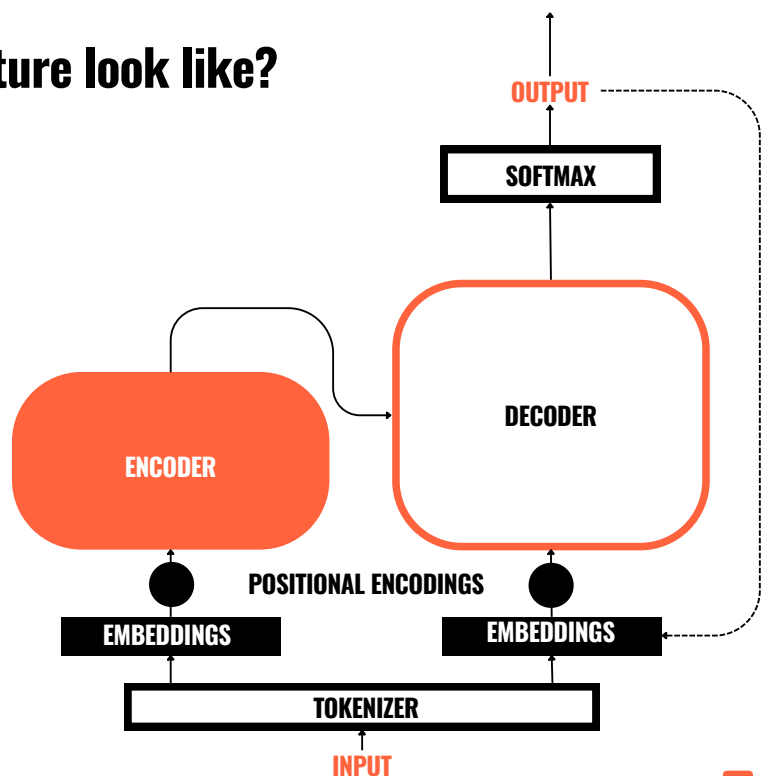 ture look like?
OUTPUT
SOFTMAX
DECODER
ENCODER
POSITIONAL ENCODINGS
EMBEDDINGS
EMBEDDINGS
TOKENIZER
INPUT